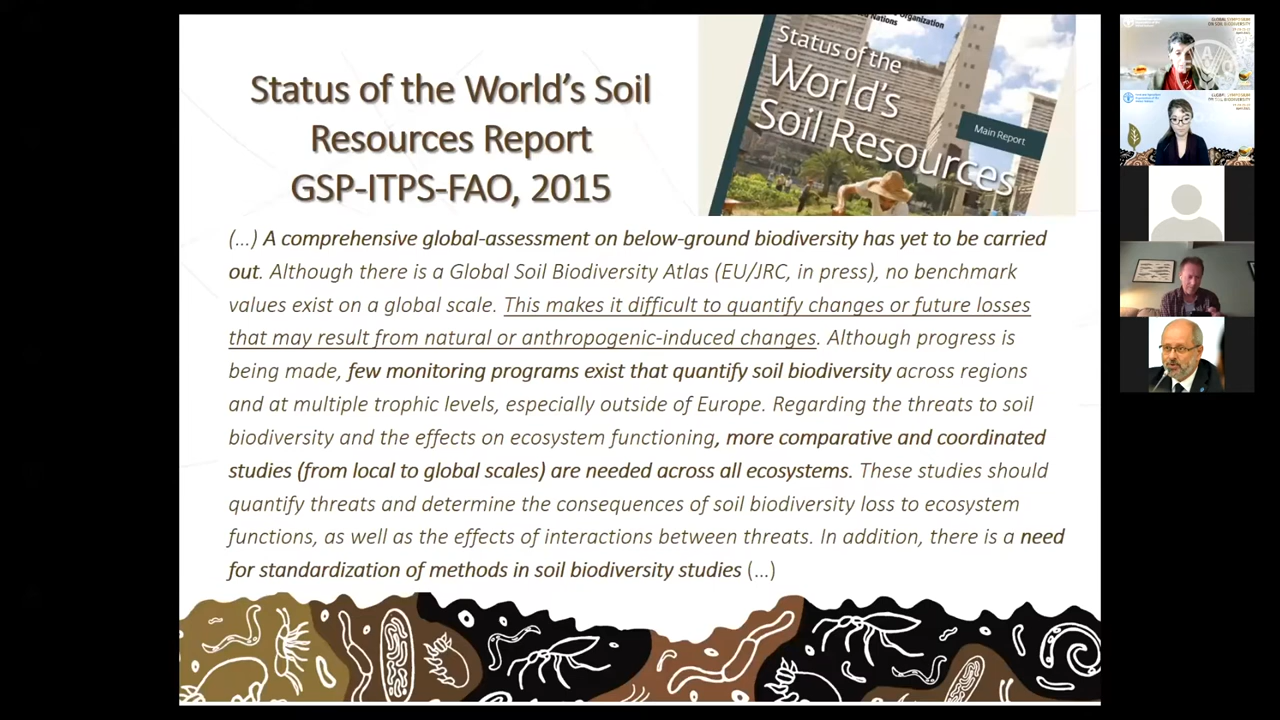 Status of the World's Soil
Resources Report
GSP-ITPS-FAO, 2015
Organization
Nations
Status of the
World's
Soil Resources
Main Report
(...) A comprehensive global-assessment on below-ground biodiversity has yet to be carried
out. Although there is a Global Soil Biodiversity Atlas (EU/JRC, in press), no benchmark
values exist on a global scale. This makes it difficult to quantify changes or future losses
that may result from natural or anthropogenic-induced changes. Although progress is
being made, few monitoring programs exist that quantify soil biodiversity across regions
and at multiple trophic levels, especially outside of Europe. Regarding the threats to soil
biodiversity and the effects on ecosystem functioning, more comparative and coordinated
studies (from local to global scales) are needed across all ecosystems. These studies should
quantify threats and determine the consequences of soil biodiversity loss to ecosystem
functions, as well as the effects of interactions between threats. In addition, there is a need
for standardization of methods in soil biodiversity studies (...)